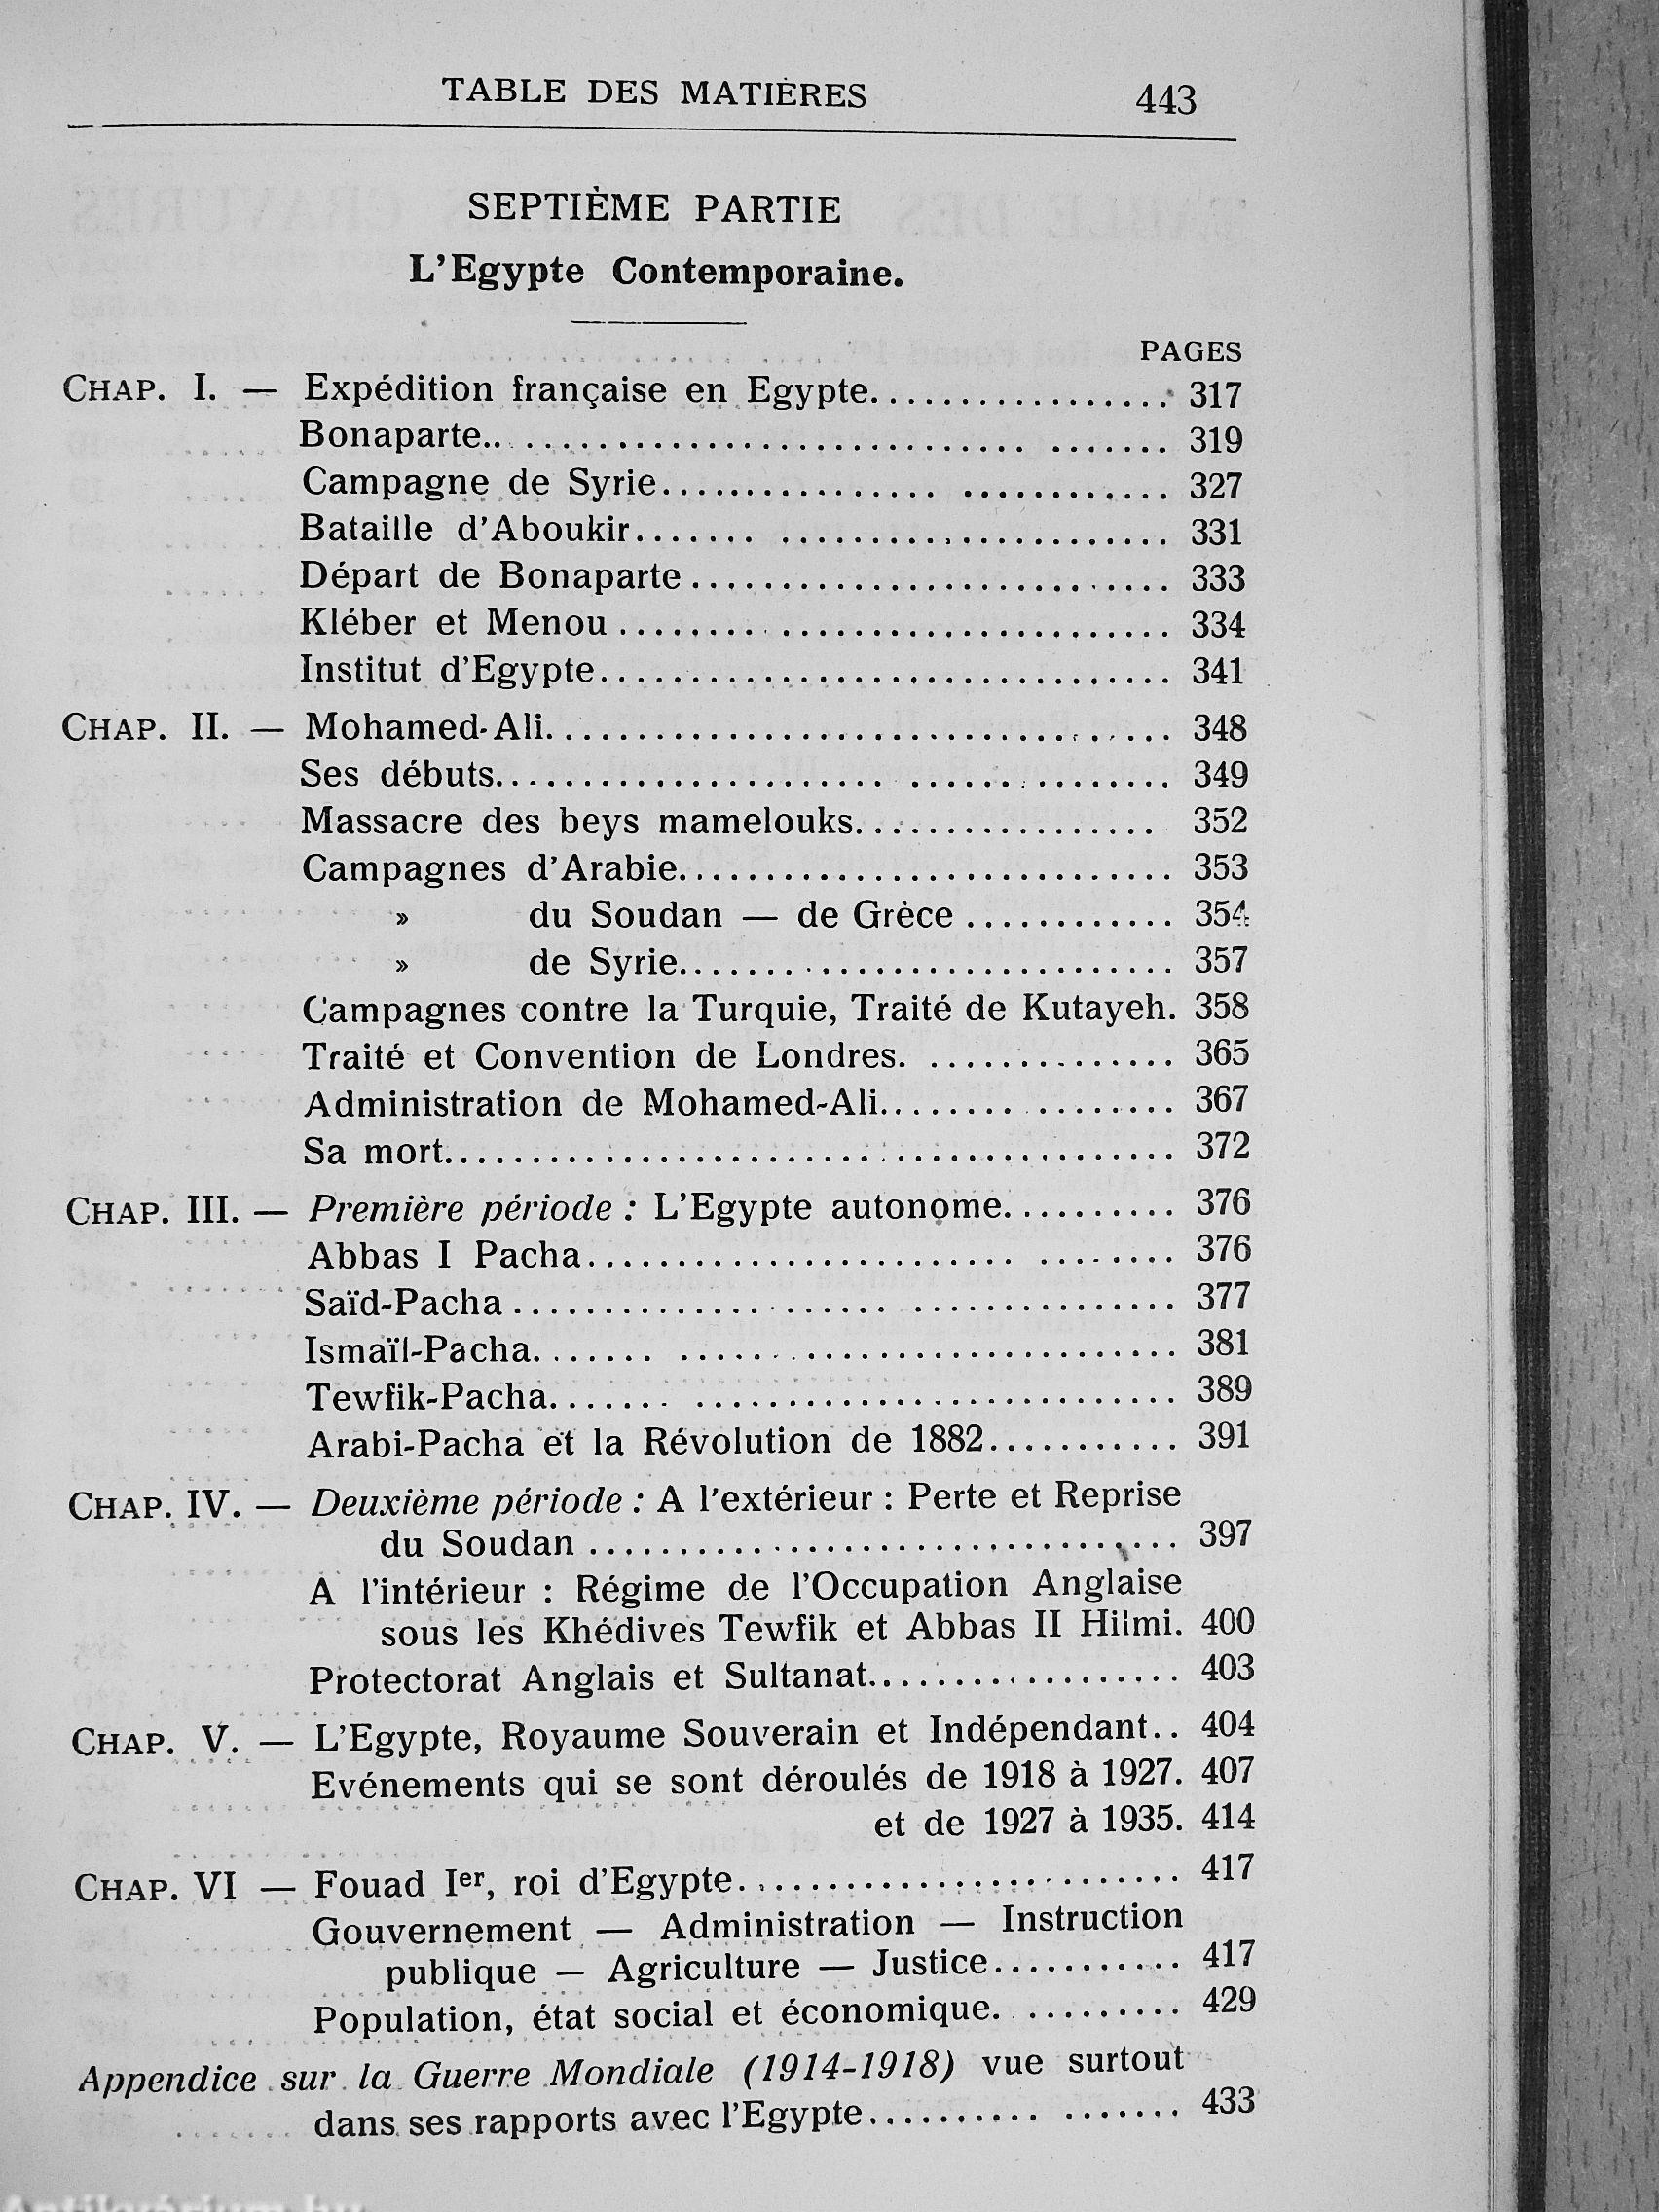 TABLE DES MATIÈRES 443
SEPTIÈME PARTIE
L'Egypte Contemporaine.
PAGES
CHAP. I. — Expédition française en Egypte.................. 317
Bonaparte.................................... 319
Campagne de Syrie............................ 327
Bataille d'Aboukir............................. 331
Départ de Bonaparte........................... 333
Kléber et Menou.............................. 334
Institut d'Egypte................................ 341
CHAP. II. — Mohamed-Ali................................... 348
Ses débuts..................................... 349
Massacre des beys mamelouks................. 352
Campagnes d'Arabie............................ 353
» du Soudan — de Grèce............ 354
» de Syrie............................ 357
Campagnes contre la Turquie, Traité de Kutayeh. 358
Traité et Convention de Londres............... 365
Administration de Mohamed-Ali................ 367
Sa mort........................................ 372
CHAP. III. — Première période : L'Egypte autonome.......... 376
Abbas I Pacha................................. 376
Saïd-Pacha.................................... 377
Ismaïl-Pacha................................... 381
Tewfik-Pacha.................................. 389
Arabi-Pacha et la Révolution de 1882........... 391
CHAP. IV. — Deuxième période : A l'extérieur : Perte et Reprise
du Soudan................................. 397
A l'intérieur : Régime de l'Occupation Anglaise
sous les Khédives Tewfik et Abbas II Hilmi. 400
Protectorat Anglais et Sultanat.................. 403
CHAP. V. — L'Egypte, Royaume Souverain et Indépendant.. 404
Evénements qui se sont déroulés de 1918 à 1927. 407
et de 1927 à 1935. 414
CHAP. VI — Fouad Ier, roi d'Egypte......................... 417
Gouvernement — Administration — Instruction
publique — Agriculture — Justice........... 417
Population, état social et économique........... 429
Appendice sur la Guerre Mondiale (1914-1918) vue surtout
dans ses rapports avec l'Egypte................. 433